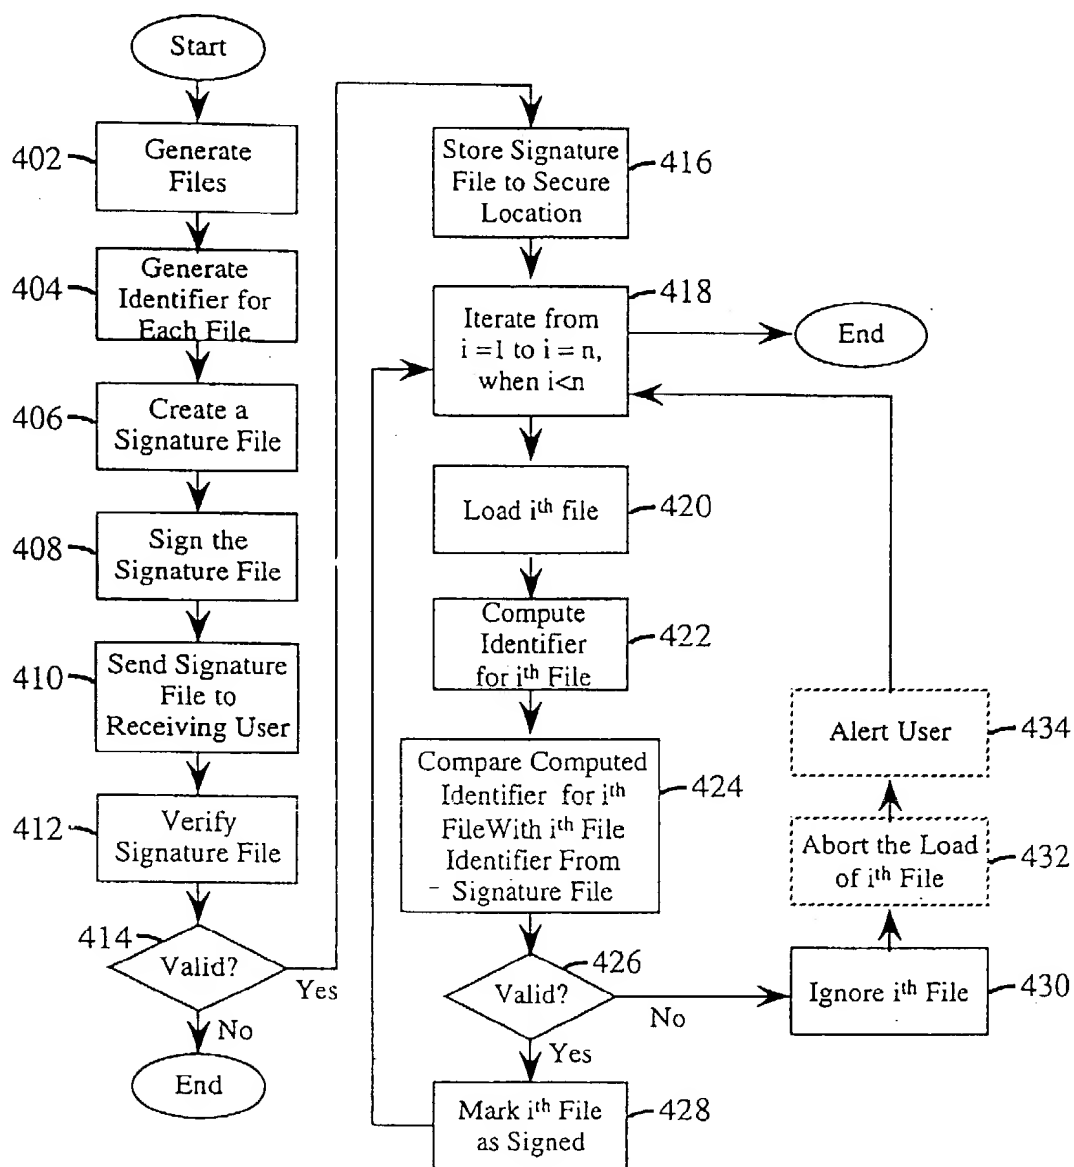 Start
402
Generate
Files
404
Generate
Identifier for
Each File
406
Create a
Signature File
408
Sign the
Signature File
410
Send Signature
File to
Receiving User
412
Verify
Signature File
414
Valid?
Yes
No
End
Store Signature
File to Secure
Location
416
Iterate from
i =1 to i = n,
when i<n
418
End
Load ith file
420
Compute
Identifier
for ith File
422
Compare Computed
Identifier for ith
FileWith ith File
Identifier From
Signature File
424
Valid?
426
No
Yes
Mark ith File
as Signed
428
Alert User
434
Abort the Load
of ith File
432
Ignore ith File
430